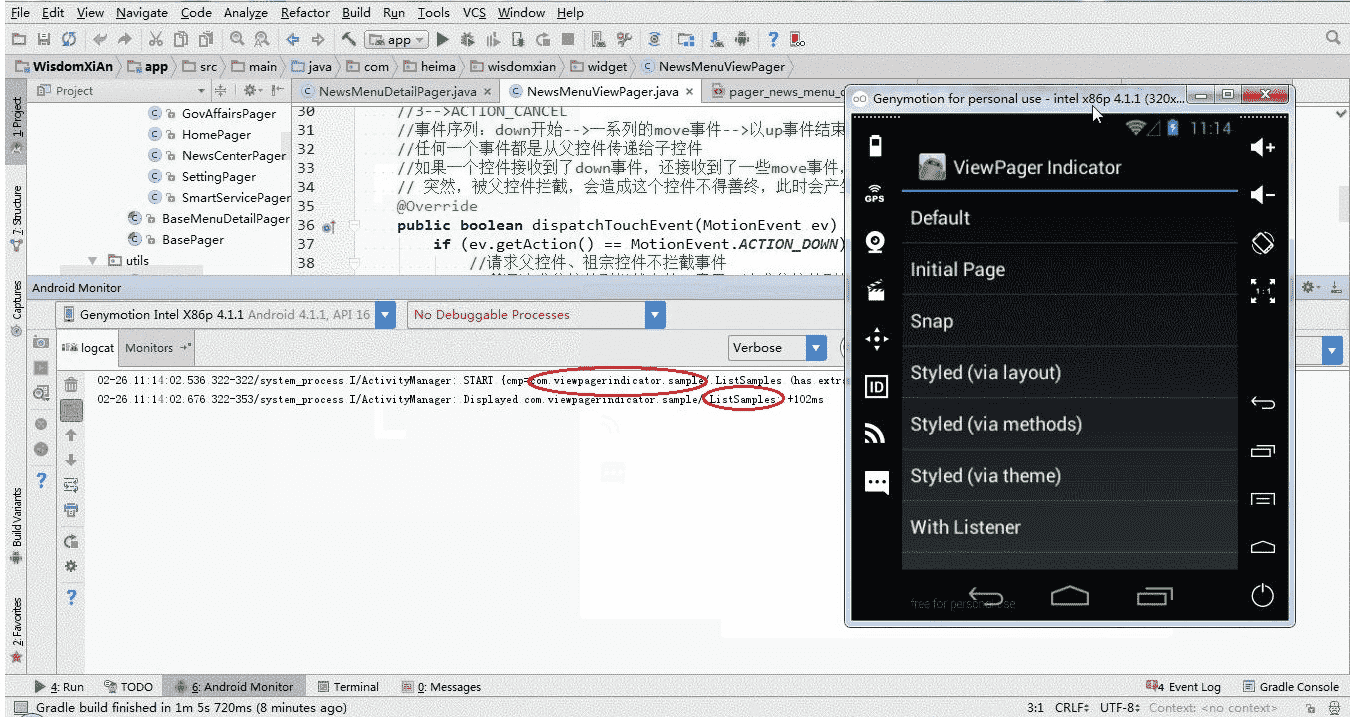 File Edit View Navigate Code Analyze Refactor Build Run Tools VCS Window Help
app
WisdomXiAn app src main java com heima wisdomxian widget NewsMenuViewPager
1: Project
7: Structure
Captures
Build Variants
2: Favorites
Project
GovAffairsPager
HomePager
NewsCenterPager
SettingPager
SmartServicePager
BaseMenuDetailPager
BasePager
utils
NewsMenuDetailPager.java NewsMenuViewPager.java pager_news_menu_
30 //3-->ACTION_CANCEL
31 //事件序列：down开始-->一系列的move事件-->以up事件结束
32 //任何一个事件都是从父控件传递给子控件
33 //如果一个控件接收到了down事件，还接收到了一些move事件，
34 // 突然，被父控件拦截，会造成这个控件不得善终，此时会产
35 @Override
36 public boolean dispatchTouchEvent(MotionEvent ev)
37 if (ev.getAction() == MotionEvent.ACTION_DOWN)
38 //请求父控件、祖宗控件不拦截事件
Android Monitor
Genymotion Intel X86p 4.1.1 Android 4.1.1, API 16
No Debuggable Processes
logcat Monitors
Verbose
02-26 11:14:02.536 322-322/system_process I/ActivityManager: START {cmp=com.viewpagerindicator.sample/.ListSamples (has extr
02-26 11:14:02.676 322-353/system_process I/ActivityManager: Displayed com.viewpagerindicator.sample/.ListSamples: +102ms
Genymotion for personal use - intel x86p 4.1.1 (320x...
11:14
GPS
ID
1:1
ViewPager Indicator
Default
Initial Page
Snap
Styled (via layout)
Styled (via methods)
Styled (via theme)
With Listener
free for personal use
4: Run TODO 6: Android Monitor Terminal 0: Messages 4 Event Log Gradle Console
Gradle build finished in 1m 5s 720ms (8 minutes ago) 3:1 CRLF UTF-8 Context: <no context>